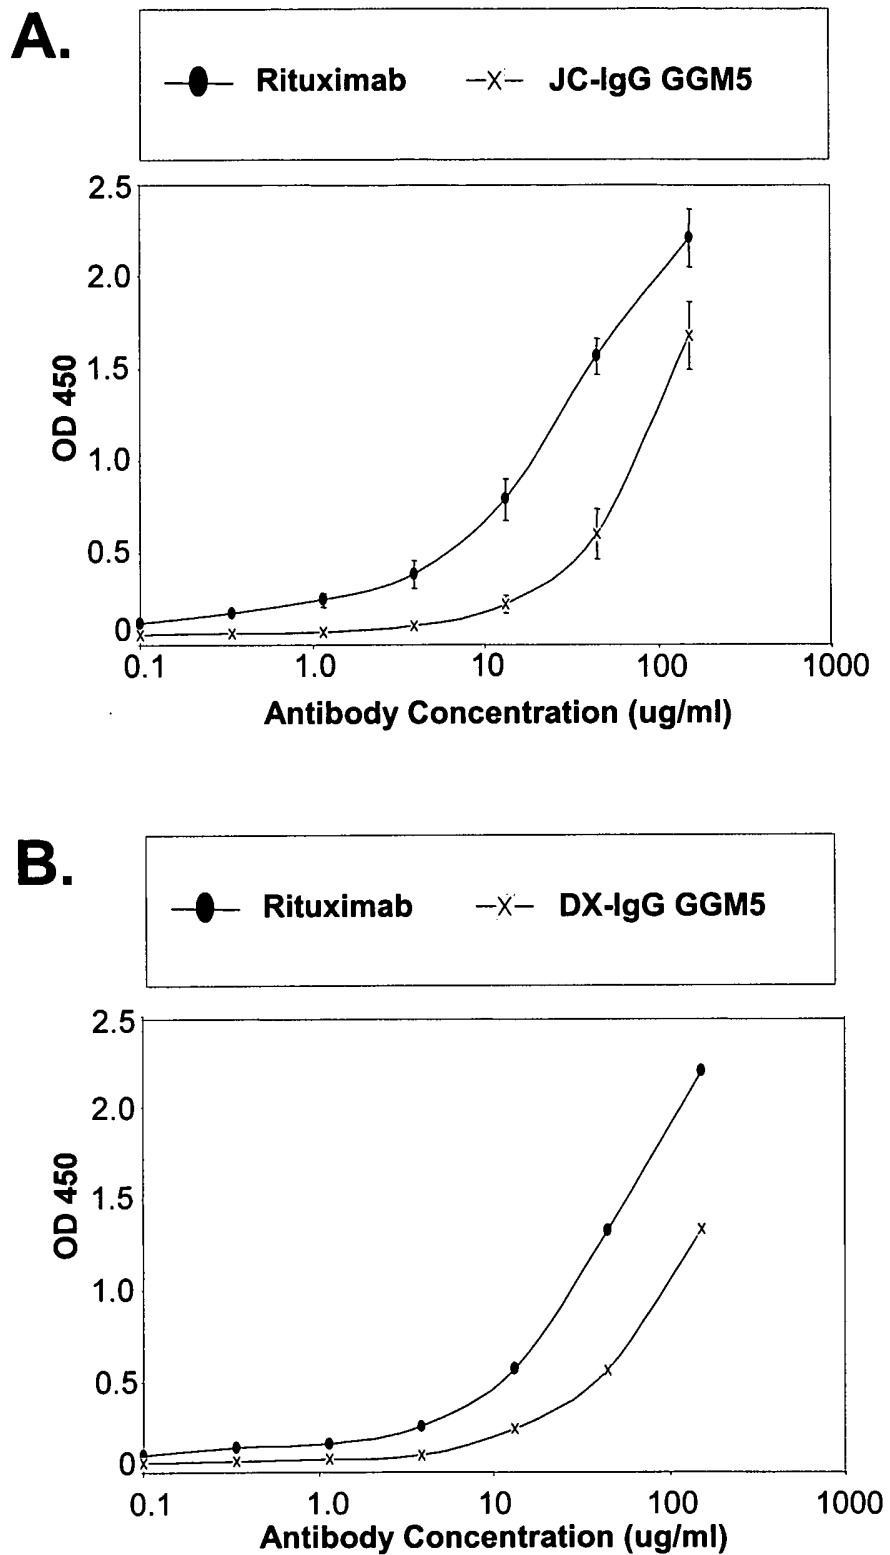 A.
Rituximab
JC-IgG GGM5
2.5
2.0
1.5
1.0
0.5
0
OD 450
0.1 1.0 10 100 1000
Antibody Concentration (ug/ml)
B.
Rituximab
DX-IgG GGM5
2.5
2.0
1.5
1.0
0.5
0
OD 450
0.1 1.0 10 100 1000
Antibody Concentration (ug/ml)